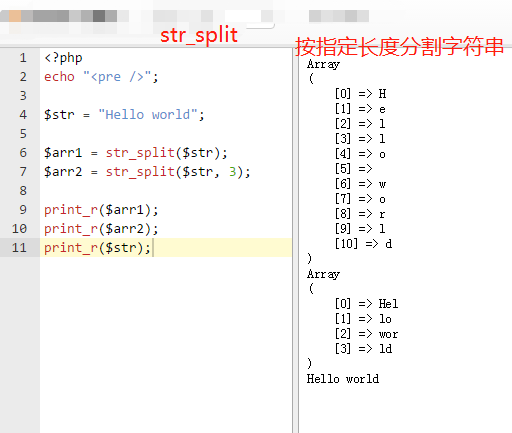 str_split
按指定长度分割字符串
1 <?php
2 echo "<pre />";
3
4 $str = "Hello world";
5
6 $arr1 = str_split($str);
7 $arr2 = str_split($str, 3);
8
9 print_r($arr1);
10 print_r($arr2);
11 print_r($str);
Array
(
[0] => H
[1] => e
[2] => l
[3] => l
[4] => o
[5] =>
[6] => w
[7] => o
[8] => r
[9] => l
[10] => d
)
Array
(
[0] => Hel
[1] => lo
[2] => wor
[3] => ld
)
Hello world